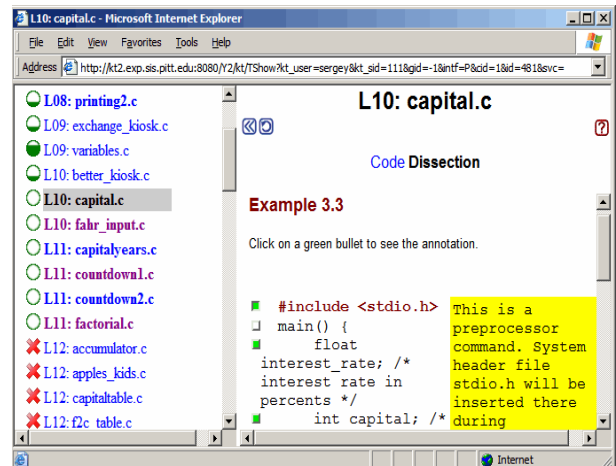 L10: capital.c - Microsoft Internet Explorer
File Edit View Favorites Tools Help
Address http://kt2.exp.sis.pitt.edu:8080/Y2/kt/TShow?kt_user=sergey&kt_sid=111&gid=-1&intf=P&cid=1&id=481&svc=
L08: printing2.c
L09: exchange_kiosk.c
L09: variables.c
L10: better_kiosk.c
L10: capital.c
L10: fahr_input.c
L11: capitalyears.c
L11: countdown1.c
L11: countdown2.c
L11: factorial.c
L12: accumulator.c
L12: apples_kids.c
L12: capitaltable.c
L12: f2c_table.c
L10: capital.c
?
Code Dissection
Example 3.3
Click on a green bullet to see the annotation.
#include <stdio.h>
main() {
float
interest_rate; /*
interest rate in
percents */
int capital; /*
This is a
preprocessor
command. System
header file
stdio.h will be
inserted there
during
Internet